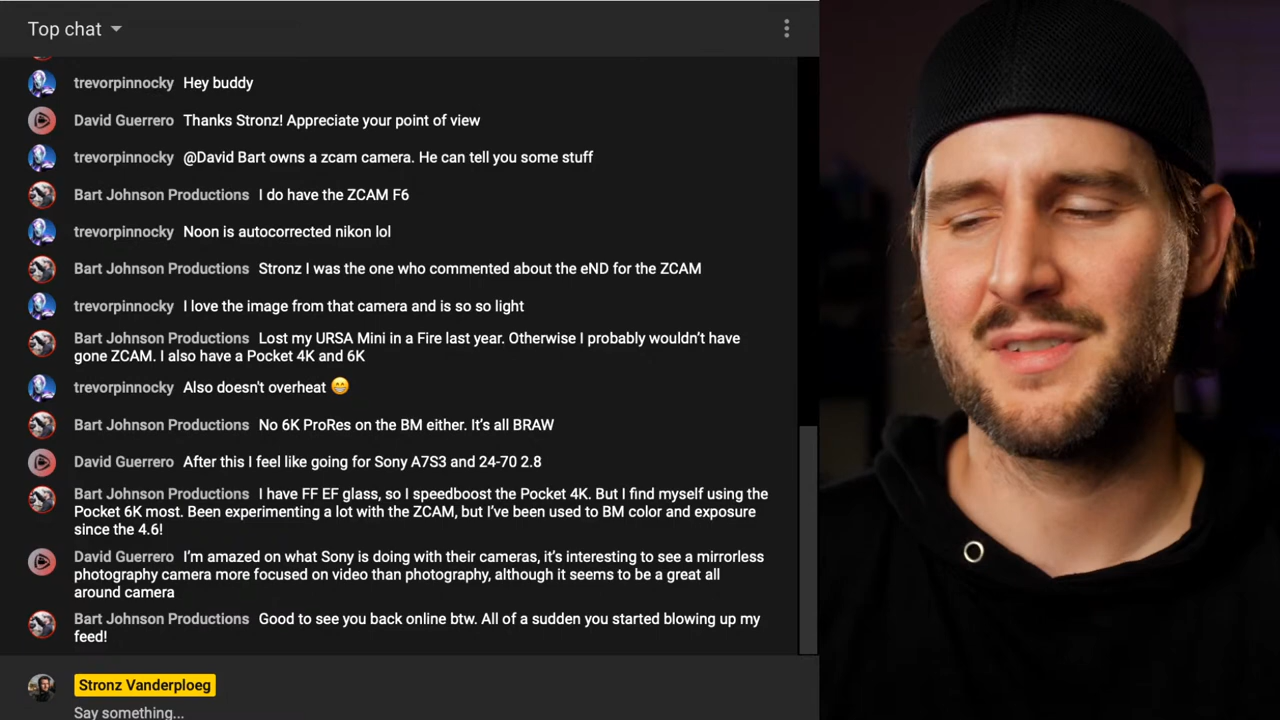 Top chat
trevorpinnocky Hey buddy
David Guerrero Thanks Stronz! Appreciate your point of view
trevorpinnocky @David Bart owns a zcam camera. He can tell you some stuff
Bart Johnson Productions I do have the ZCAM F6
trevorpinnocky Noon is autocorrected nikon lol
Bart Johnson Productions Stronz I was the one who commented about the eND for the ZCAM
trevorpinnocky I love the image from that camera and is so so light
Bart Johnson Productions Lost my URSA Mini in a Fire last year. Otherwise I probably wouldn't have
gone ZCAM. I also have a Pocket 4K and 6K
trevorpinnocky Also doesn't overheat 😁
Bart Johnson Productions No 6K ProRes on the BM either. It's all BRAW
David Guerrero After this I feel like going for Sony A7S3 and 24-70 2.8
Bart Johnson Productions I have FF EF glass, so I speedboost the Pocket 4K. But I find myself using the
Pocket 6K most. Been experimenting a lot with the ZCAM, but I've been used to BM color and exposure
since the 4.6!
David Guerrero I'm amazed on what Sony is doing with their cameras, it's interesting to see a mirrorless
photography camera more focused on video than photography, although it seems to be a great all
around camera
Bart Johnson Productions Good to see you back online btw. All of a sudden you started blowing up my
feed!
Stronz Vanderploeg
Say something...